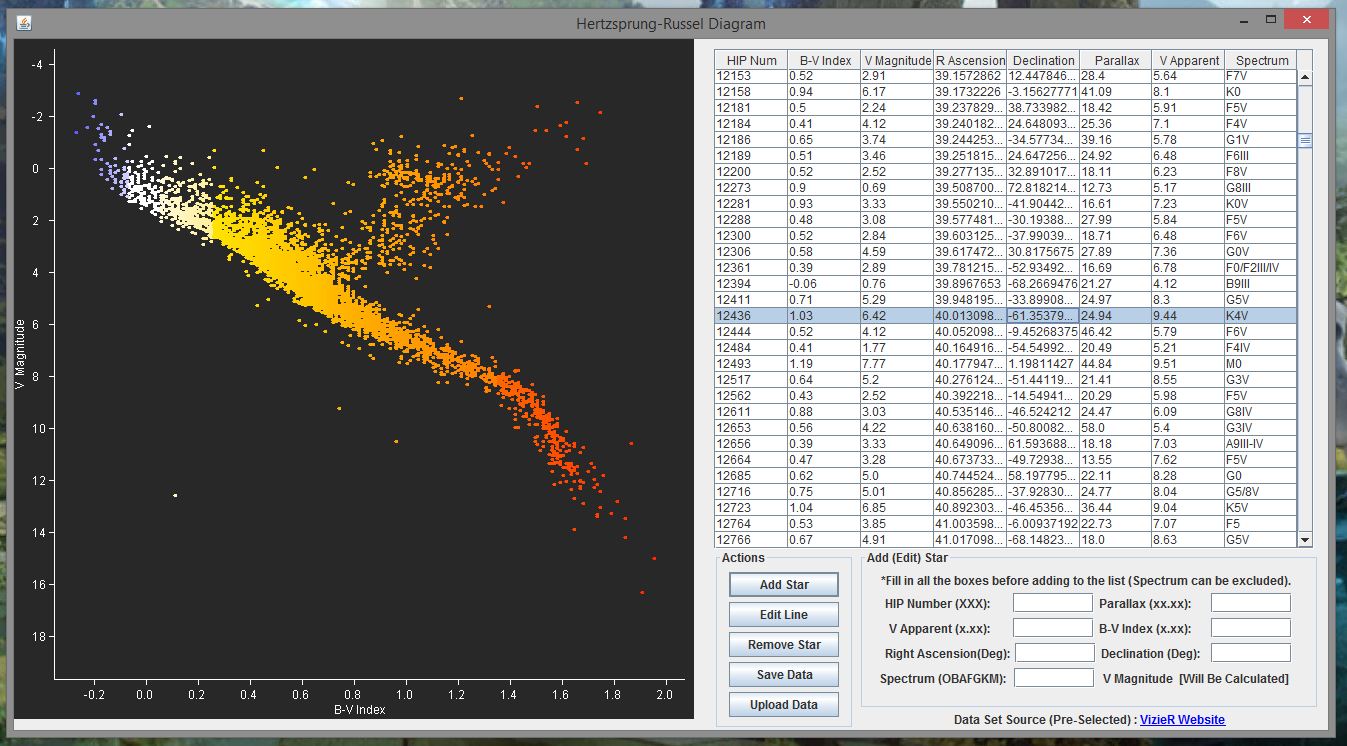 Hertzsprung-Russel Diagram
-4
-2
0
2
4
6
8
10
12
14
16
18
V Magnitude
-0.2 0.0 0.2 0.4 0.6 0.8 1.0 1.2 1.4 1.6 1.8 2.0
B-V Index
HIP Num B-V Index V Magnitude R Ascension Declination Parallax V Apparent Spectrum
12153 0.52 2.91 39.1572862 12.447846... 28.4 5.64 F7V
12158 0.94 6.17 39.1732226 -3.15627771 41.09 8.1 K0
12181 0.5 2.24 39.237829... 38.733982... 18.42 5.91 F5V
12184 0.41 4.12 39.240182... 24.648093... 25.36 7.1 F4V
12186 0.65 3.74 39.244253... -34.57734... 39.16 5.78 G1V
12189 0.51 3.46 39.251815... 24.647256... 24.92 6.48 F6III
12200 0.52 2.52 39.277135... 32.891017... 18.11 6.23 F8V
12273 0.9 0.69 39.508700... 72.818214... 12.73 5.17 G8III
12281 0.93 3.33 39.550210... -41.90442... 16.61 7.23 K0V
12288 0.48 3.08 39.577481... -30.19388... 27.99 5.84 F5V
12300 0.52 2.84 39.603125... -37.99039... 18.71 6.48 F6V
12306 0.58 4.59 39.617472... 30.8175675 27.89 7.36 G0V
12361 0.39 2.89 39.781215... -52.93492... 16.69 6.78 F0/F2III/IV
12394 -0.06 0.76 39.8967653 -68.2669476 21.27 4.12 B9III
12411 0.71 5.29 39.948195... -33.89908... 24.97 8.3 G5V
12436 1.03 6.42 40.013098... -61.35379... 24.94 9.44 K4V
12444 0.52 4.12 40.052098... -9.45268375 46.42 5.79 F6V
12484 0.41 1.77 40.164916... -54.54992... 20.49 5.21 F4IV
12493 1.19 7.77 40.177947... 1.19811427 44.84 9.51 M0
12517 0.64 5.2 40.276124... -51.44119... 21.41 8.55 G3V
12562 0.43 2.52 40.392218... -14.54941... 20.29 5.98 F5V
12611 0.88 3.03 40.535146... -46.524212 24.47 6.09 G8IV
12653 0.56 4.22 40.638160... -50.80082... 58.0 5.4 G3IV
12656 0.39 3.33 40.649096... 61.593688... 18.18 7.03 A9III-IV
12664 0.47 3.28 40.673733... -49.72938... 13.55 7.62 F5V
12685 0.62 5.0 40.744524... 58.197795... 22.11 8.28 G0
12716 0.75 5.01 40.856285... -37.92830... 24.77 8.04 G5/8V
12723 1.04 6.85 40.892303... -46.45356... 36.44 9.04 K5V
12764 0.53 3.85 41.003598... -6.00937192 22.73 7.07 F5
12766 0.67 4.91 41.017098... -68.14823... 18.0 8.63 G5V
Actions
Add Star
Edit Line
Remove Star
Save Data
Upload Data
Add (Edit) Star
*Fill in all the boxes before adding to the list (Spectrum can be excluded).
HIP Number (XXX): Parallax (xx.xx):
V Apparent (x.xx): B-V Index (x.xx):
Right Ascension(Deg): Declination (Deg):
Spectrum (OBAFGKM): V Magnitude [Will Be Calculated]
Data Set Source (Pre-Selected) : VizieR Website